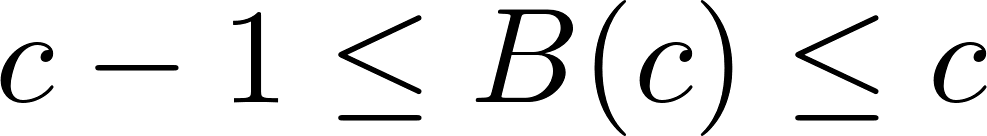 c − 1 ≤ B(c) ≤ c